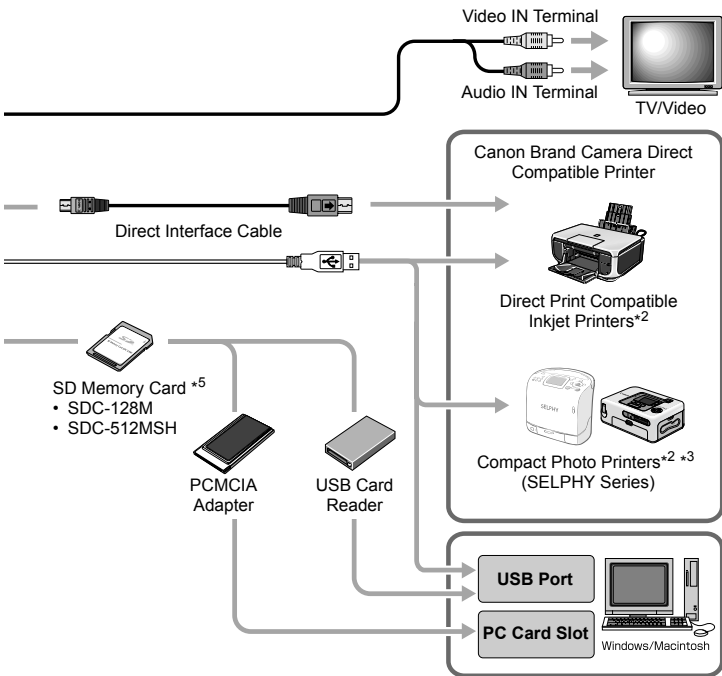 Video IN Terminal
Audio IN Terminal
TV/Video
Canon Brand Camera Direct
Compatible Printer
Direct Interface Cable
Direct Print Compatible
Inkjet Printers*2
SD Memory Card *5
• SDC-128M
• SDC-512MSH
SELPHY
Compact Photo Printers*2 *3
(SELPHY Series)
PCMCIA
Adapter
USB Card
Reader
USB Port
PC Card Slot
Windows/Macintosh